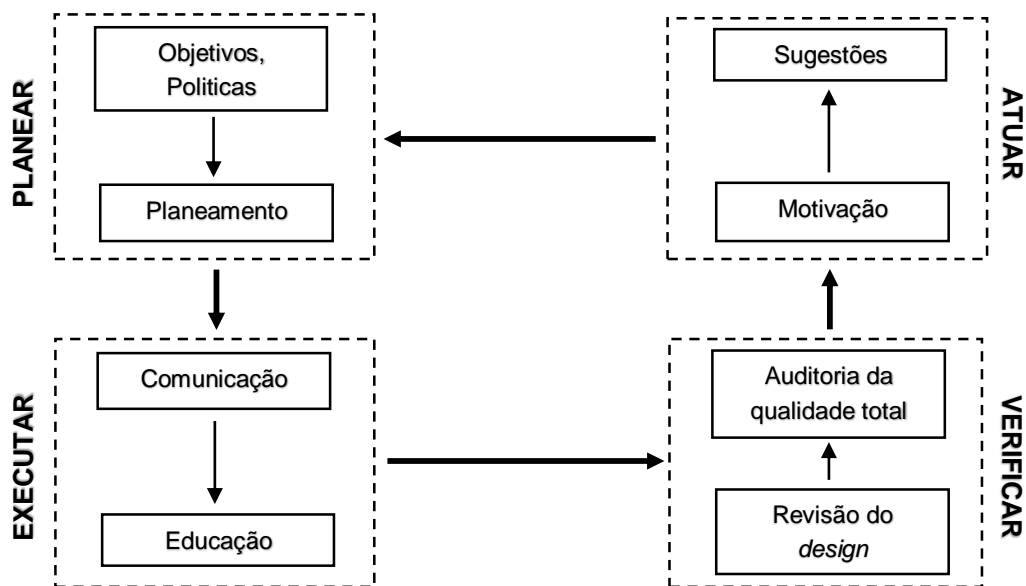 PLANEAR
Objetivos,
Politicas
Planeamento
EXECUTAR
Comunicação
Educação
VERIFICAR
Auditoria da
qualidade total
Revisão do
design
ATUAR
Sugestões
Motivação